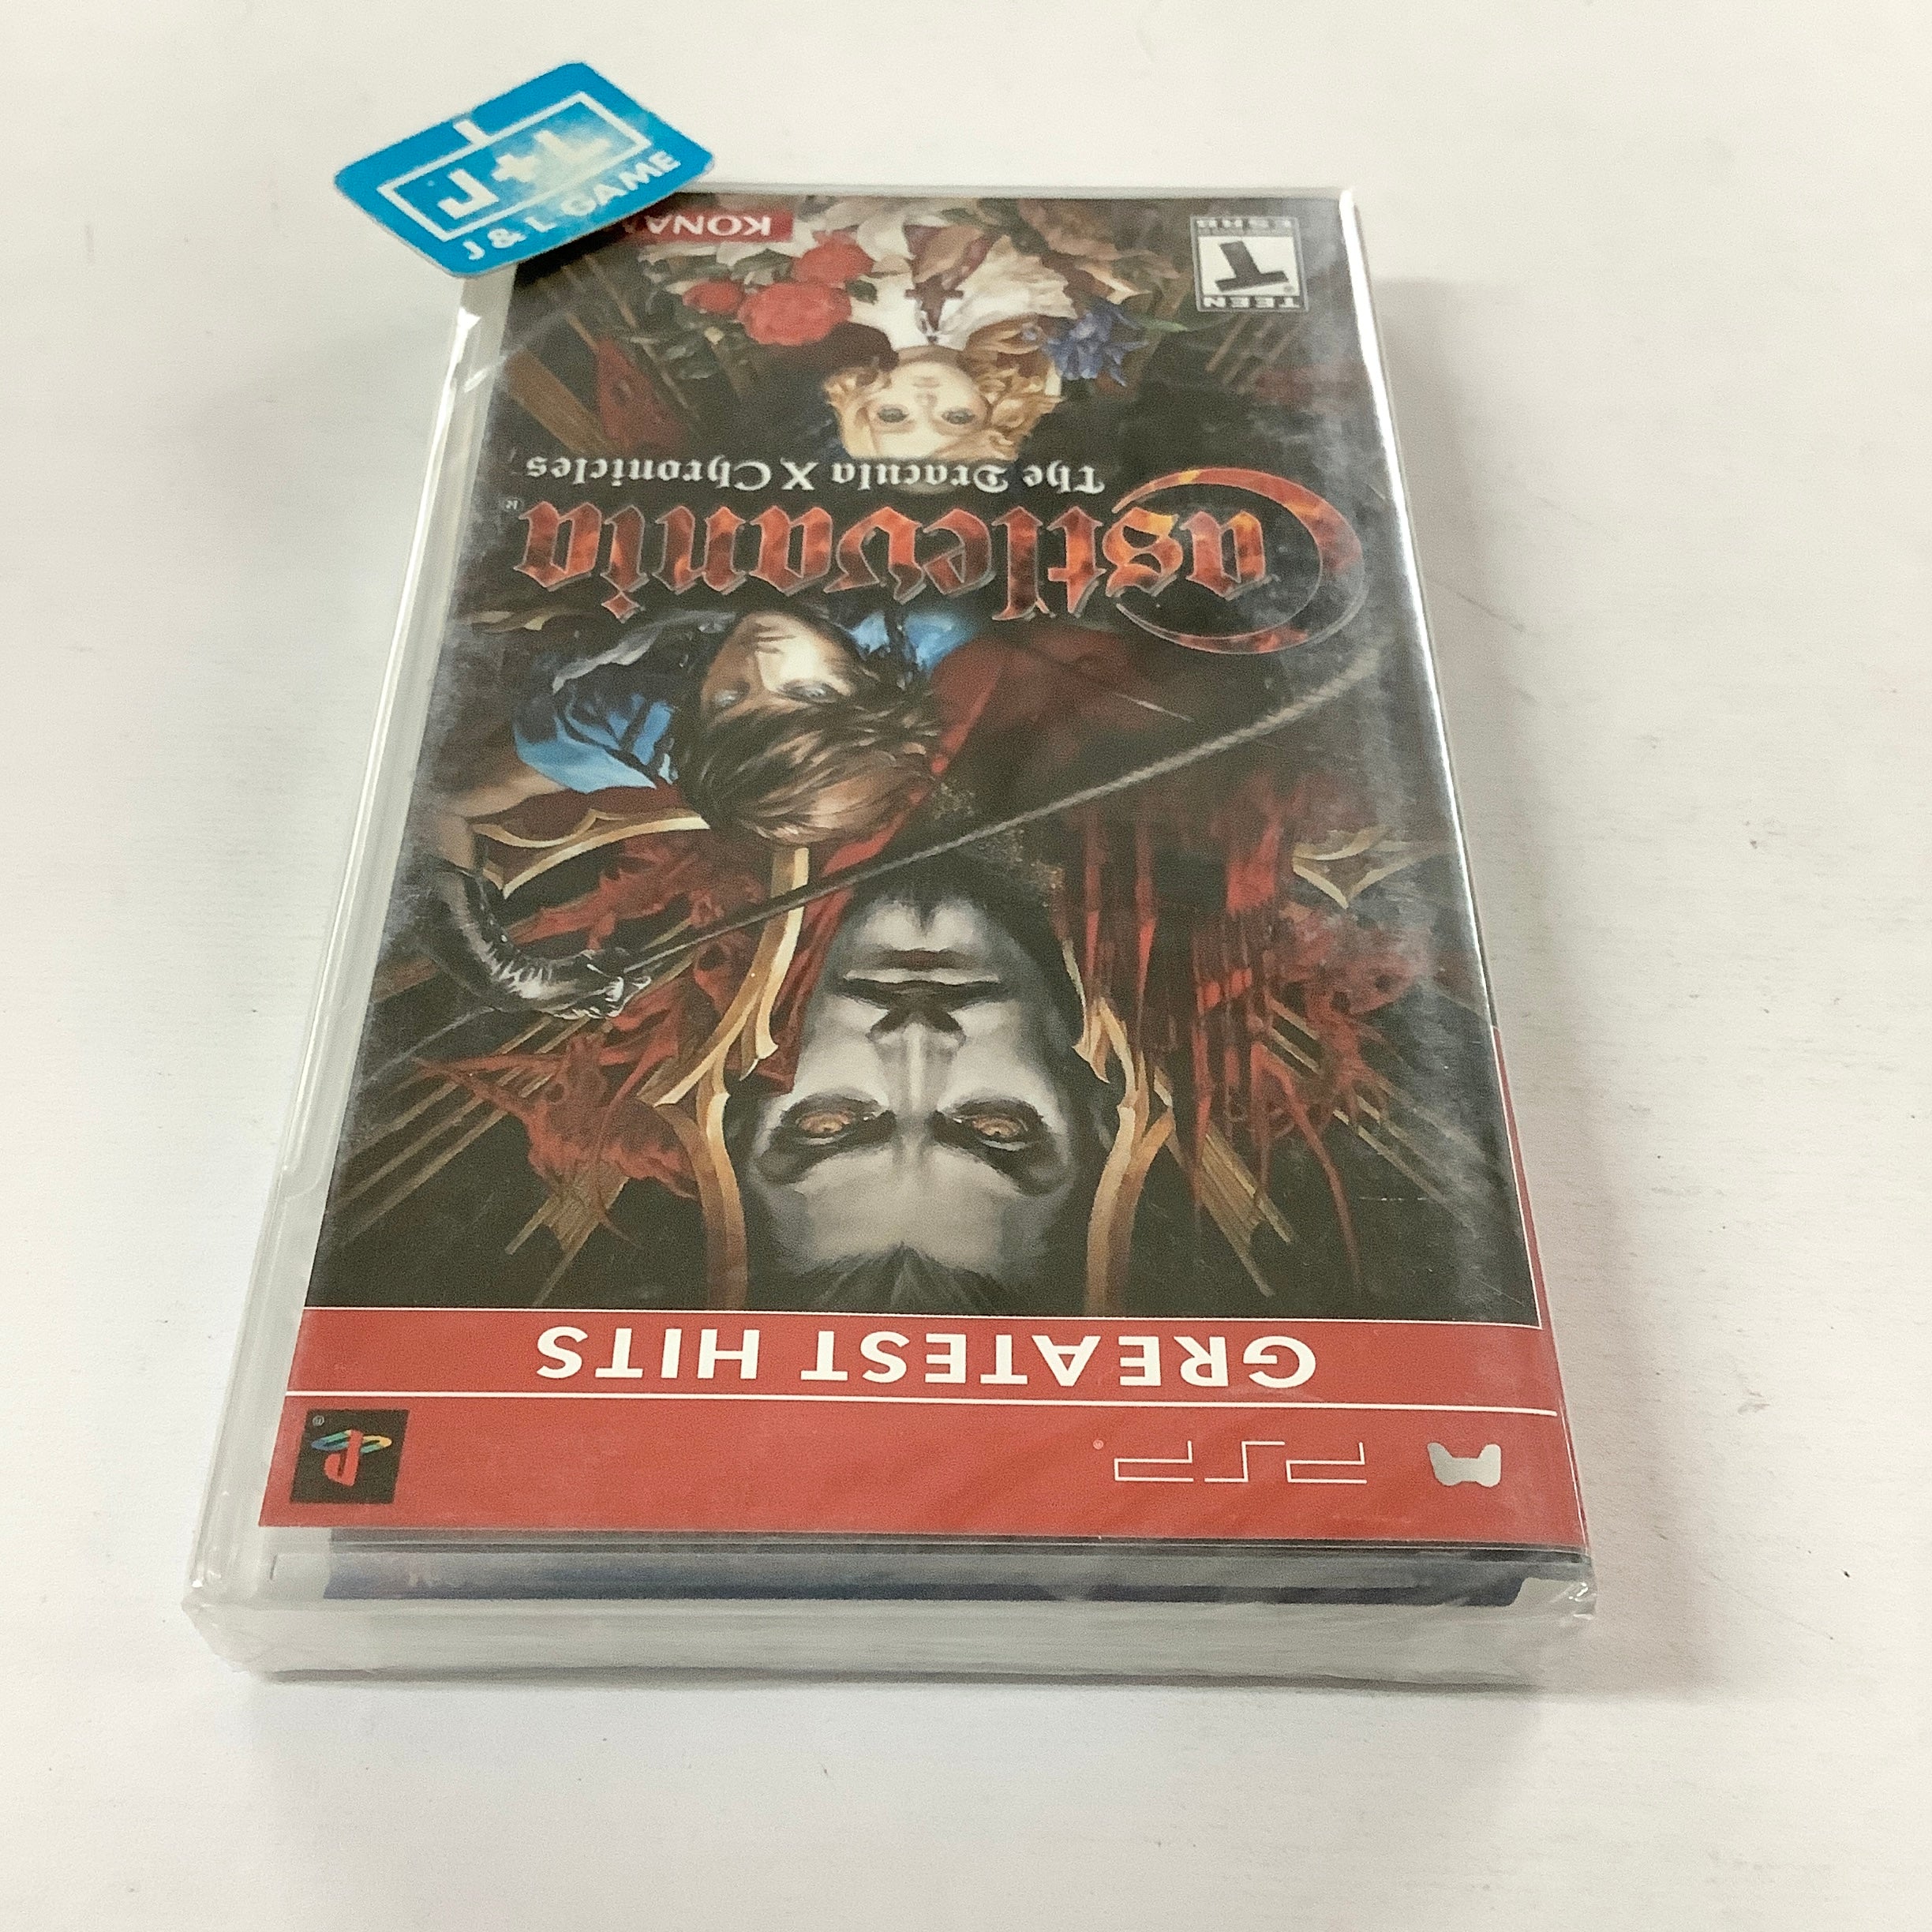 J+L
J & L GAME
PSP®
GREATEST HITS
Castlevania®
The Dracula X Chronicles
TEEN
T
ESRB
KONA